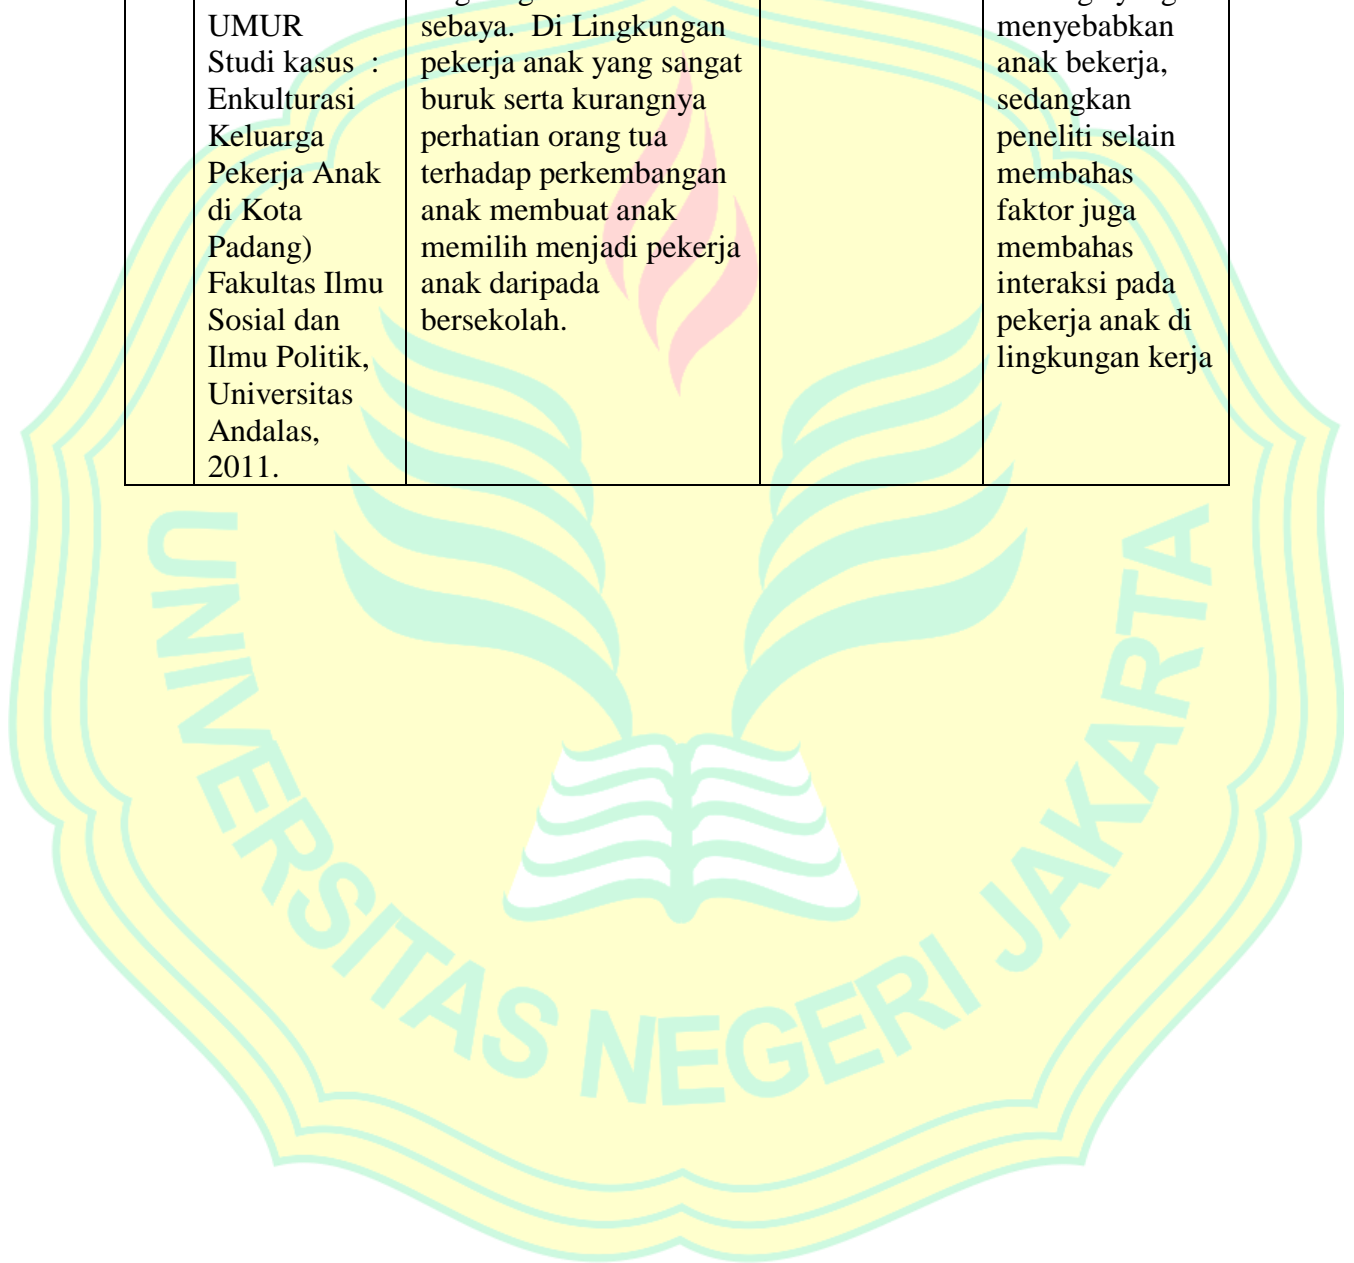 UMUR
Studi kasus :
Enkulturasi
Keluarga
Pekerja Anak
di Kota
Padang)
Fakultas Ilmu
Sosial dan
Ilmu Politik,
Universitas
Andalas,
2011.
sebaya. Di Lingkungan
pekerja anak yang sangat
buruk serta kurangnya
perhatian orang tua
terhadap perkembangan
anak membuat anak
memilih menjadi pekerja
anak daripada
bersekolah.
menyebabkan
anak bekerja,
sedangkan
peneliti selain
membahas
faktor juga
membahas
interaksi pada
pekerja anak di
lingkungan kerja
UNIVERSITAS NEGERI JAKARTA